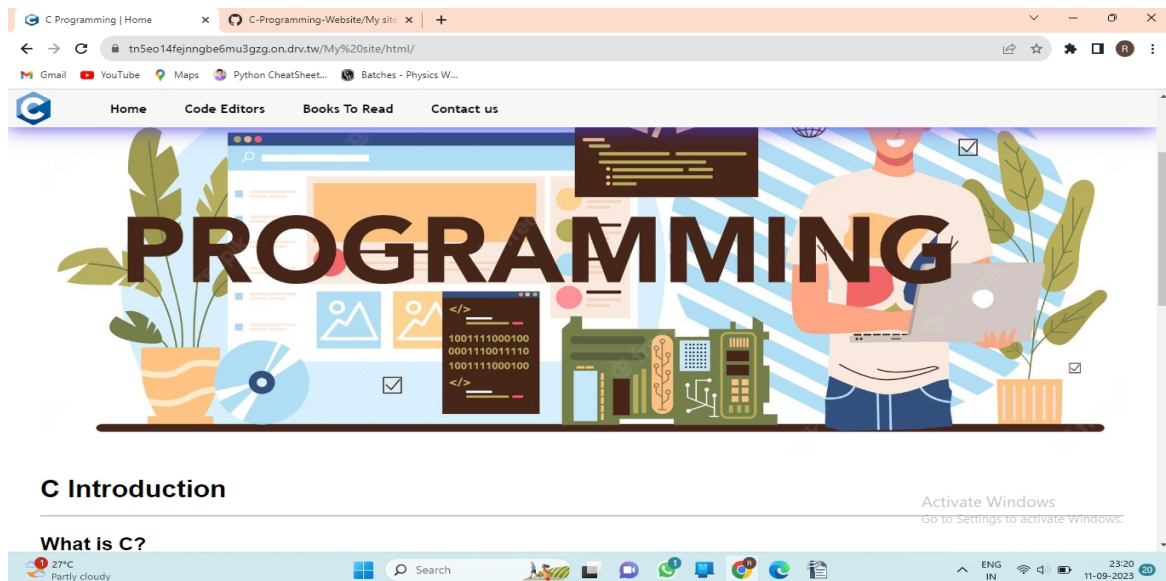 C Programming | Home
C-Programming-Website/My site
tn5eo14fejnngbe6mu3gzg.on.drv.tw/My%20site/html/
R
Gmail YouTube Maps Python CheatSheet... Batches - Physics W...
C Home Code Editors Books To Read Contact us
PROGRAMMING
</>
1001111000100
0001110011110
1001111000100
</>
C Introduction
What is C?
Activate Windows
Go to Settings to activate Windows.
1 27°C
Partly cloudy
Search
ENG
IN
23:20
11-09-2023
20